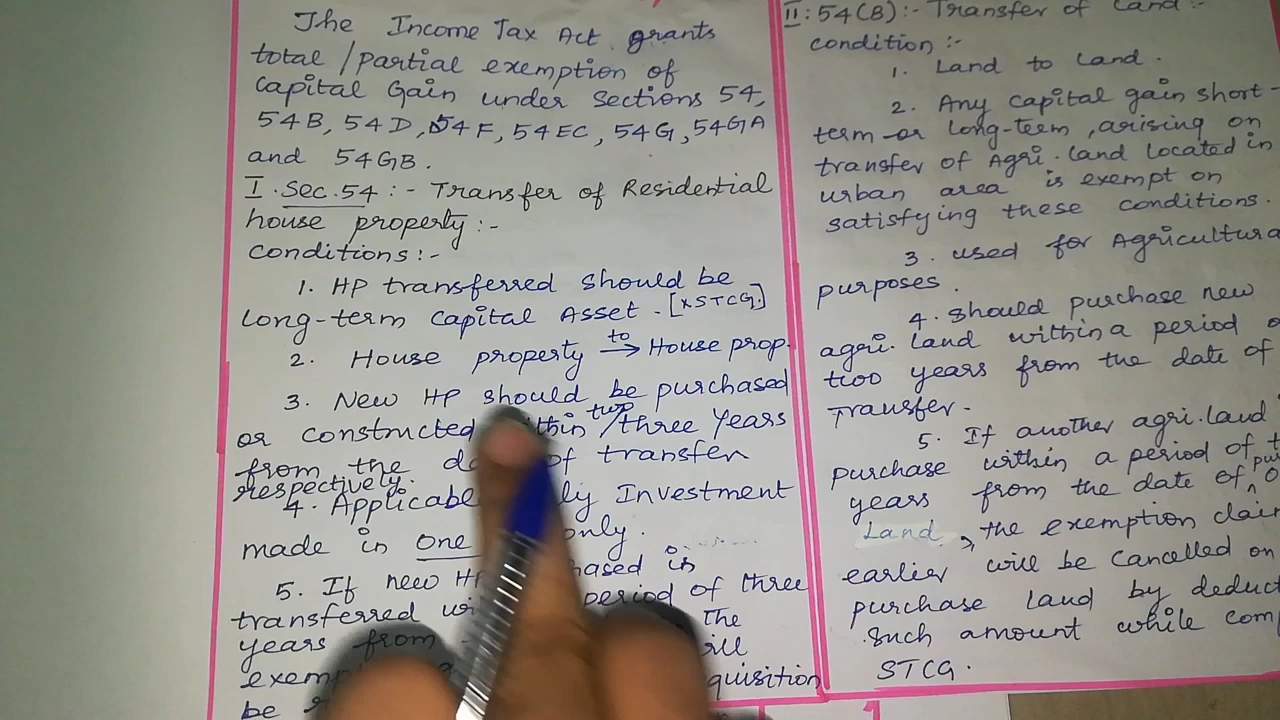 The Income Tax Act grants
total / partial exemption of
capital Gain under sections 54,
54B, 54D, 54F, 54EC, 54G, 54GA
and 54GB.
I. Sec.54 :- Transfer of Residential
house property :-
conditions :-
1. HP transferred should be
long-term capital Asset. [xSTCG.]
2. House property to → House prop.
3. New HP should be purchased
or constructed two/three years
from the of transfer
respectively.
4. Investment
made in one only.
5. If new
transferred period of three
years from The
be
II : 54(B) :- Transfer of Land :-
condition :-
1. Land to Land.
2. Any capital gain short-
term or long-teem, arising on
transfer of Agri. land located in
urban area is exempt on
satisfying these conditions.
3. used for Agricultura
purposes.
4. should purchase new
agri. land within a period
two years from the date of
Transfer.
5. If another agri. land
purchase within a period of
years from the date of
Land, the exemption
earlier will be cancelled on
purchase land by deduct
such amount while com
STCG.